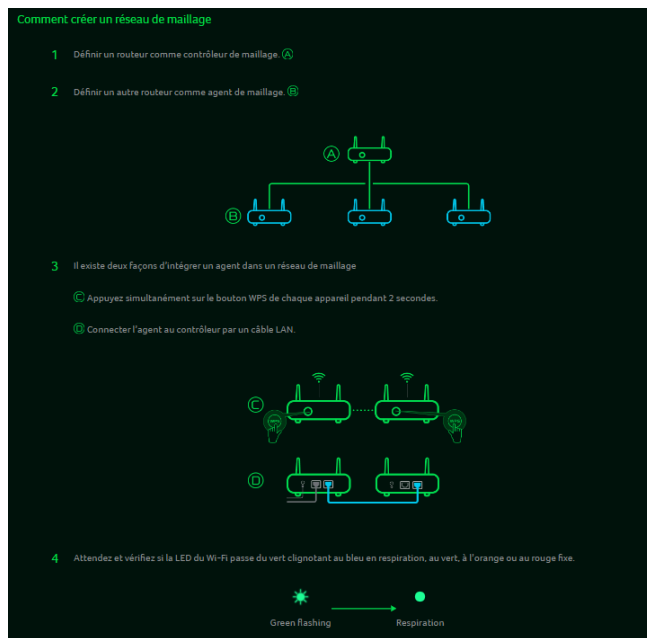 Comment créer un réseau de maillage
1 Définir un routeur comme contrôleur de maillage. Ⓐ
2 Définir un autre routeur comme agent de maillage. Ⓑ
Ⓐ
Ⓑ
3 Il existe deux façons d'intégrer un agent dans un réseau de maillage
Ⓒ Appuyez simultanément sur le bouton WPS de chaque appareil pendant 2 secondes.
Ⓓ Connecter l'agent au contrôleur par un câble LAN.
Ⓒ
Ⓓ
4 Attendez et vérifiez si la LED du Wi-Fi passe du vert clignotant au bleu en respiration, au vert, à l'orange ou au rouge fixe.
Green flashing Respiration